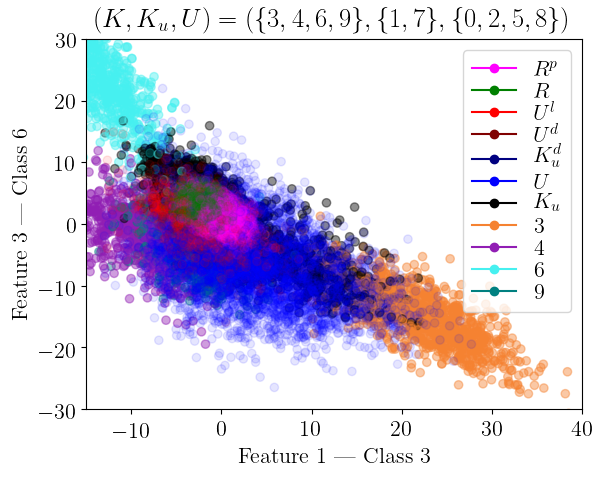 (K, K_u, U) = ({3, 4, 6, 9}, {1, 7}, {0, 2, 5, 8})
30
20
10
0
−10
−20
−30
Feature 3 — Class 6
R^p
R
U^l
U^d
K_u^d
U
K_u
3
4
6
9
−10 0 10 20 30 40
Feature 1 — Class 3